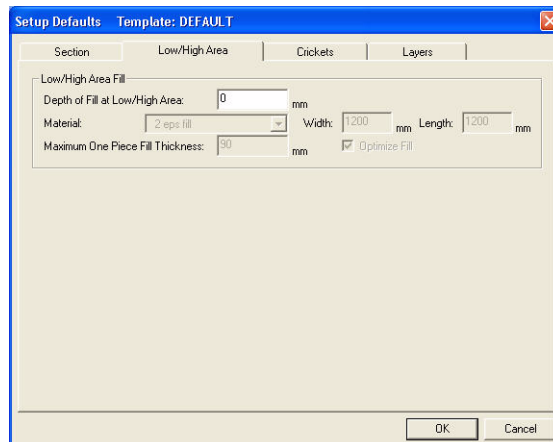 Setup Defaults Template: DEFAULT
Section Low/High Area Crickets Layers
Low/High Area Fill
Depth of Fill at Low/High Area: 0 mm
Material: 2 eps fill Width: 1200 mm Length: 1200 mm
Maximum One Piece Fill Thickness: 90 mm Optimize Fill
OK Cancel